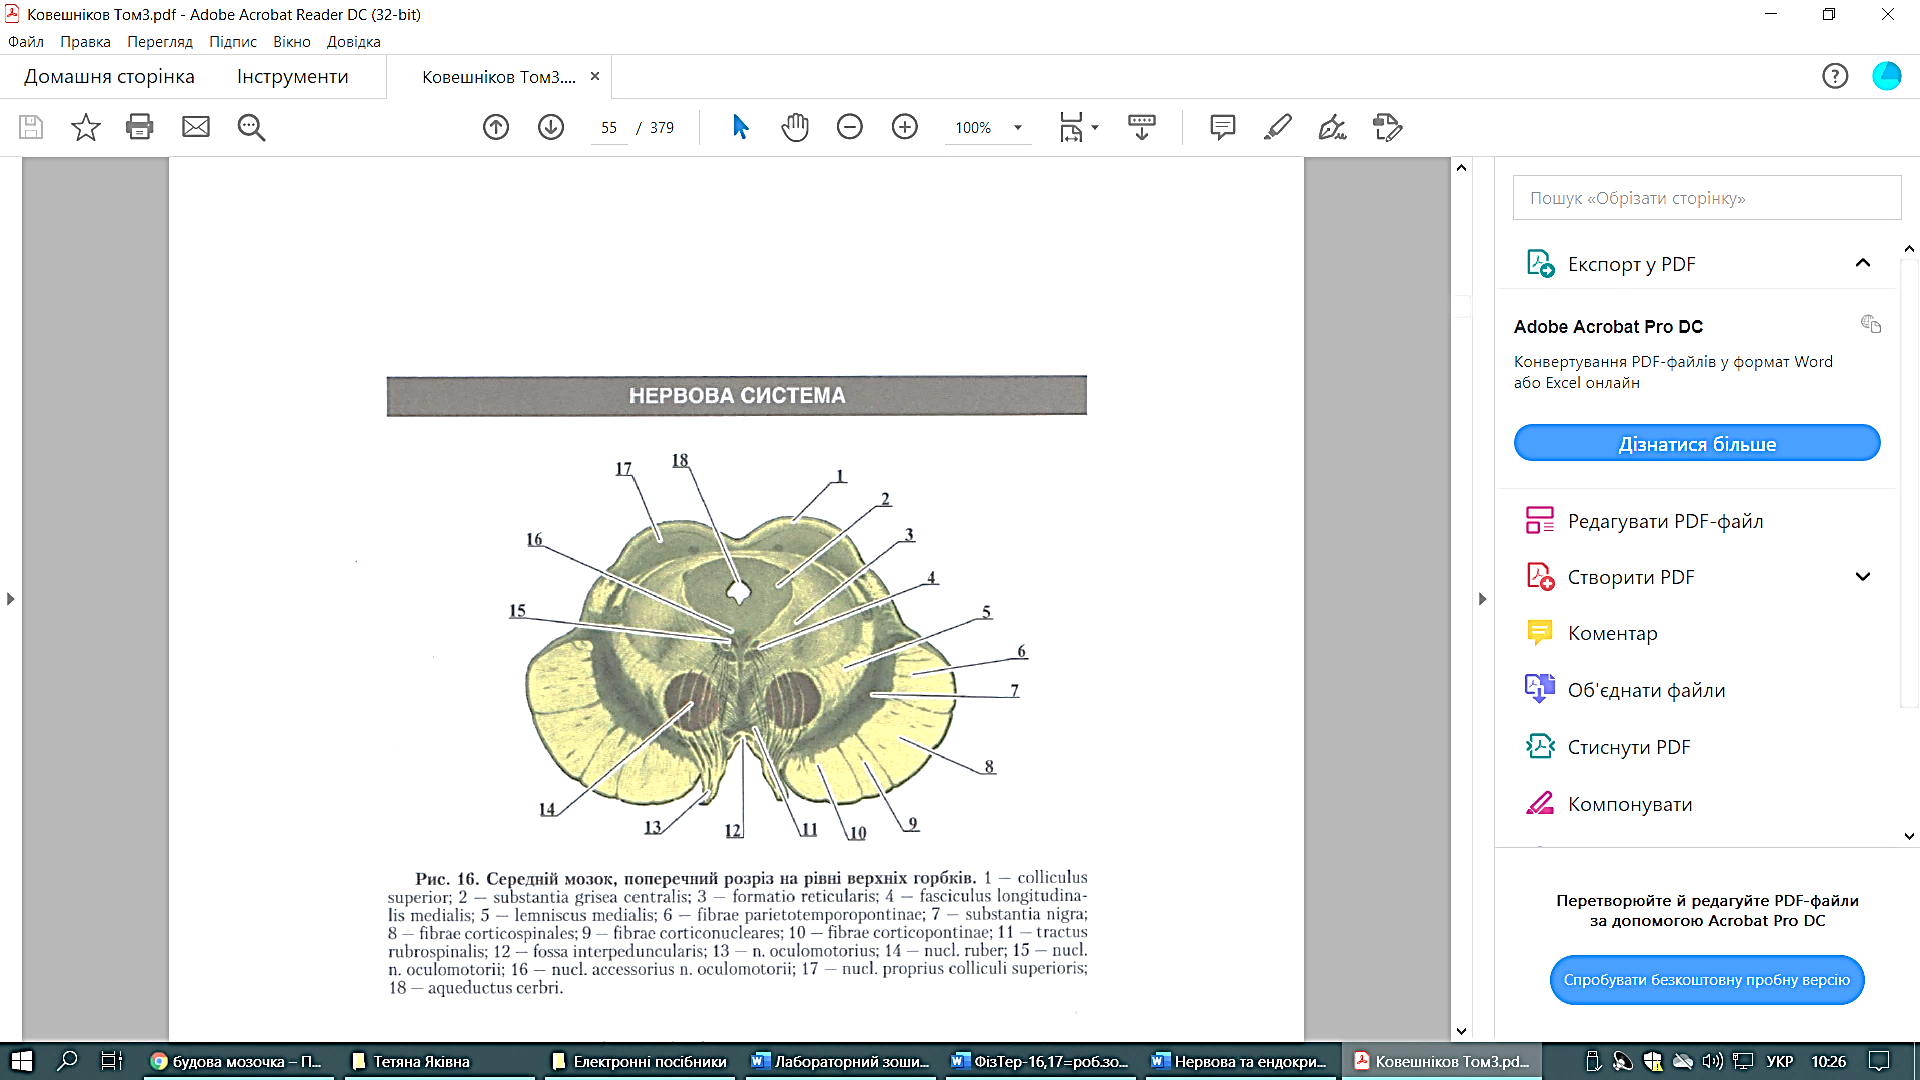 Ковешніков Том3.pdf - Adobe Acrobat Reader DC (32-bit)
Файл Правка Перегляд Підпис Вікно Довідка
Домашня сторінка Інструменти Ковешніков Том3.... ×
55 / 379 100%
Пошук «Обрізати сторінку»
Експорт у PDF
Adobe Acrobat Pro DC
Конвертування PDF-файлів у формат Word
або Excel онлайн
Дізнатися більше
Редагувати PDF-файл
Створити PDF
Коментар
Об'єднати файли
Стиснути PDF
Компонувати
Перетворюйте й редагуйте PDF-файли
за допомогою Acrobat Pro DC
Спробувати безкоштовну пробну версію
НЕРВОВА СИСТЕМА
17
18
1
2
3
16
4
15
5
6
7
8
14
13
12
11
10
9
Рис. 16. Середній мозок, поперечний розріз на рівні верхніх горбків. 1 — colliculus
superior; 2 — substantia grisea centralis; 3 — formatio reticularis; 4 — fasciculus longitudina-
lis medialis; 5 — lemniscus medialis; 6 — fibrae parietotemporopontinae; 7 — substantia nigra;
8 — fibrae corticospinales; 9 — fibrae corticonucleares; 10 — fibrae corticopontinae; 11 — tractus
rubrospinalis; 12 — fossa interpeduncularis; 13 — n. oculomotorius; 14 — nucl. ruber; 15 — nucl.
n. oculomotorii; 16 — nucl. accessorius n. oculomotorii; 17 — nucl. proprius colliculi superioris;
18 — aqueductus cerbri.
будова мозочка – П... Тетяна Яківна Електронні посібники Лабораторний зоши... ФізТер-16,17=роб.зо... Нервова та ендокри... Ковешніков Том3.pd... УКР 10:26